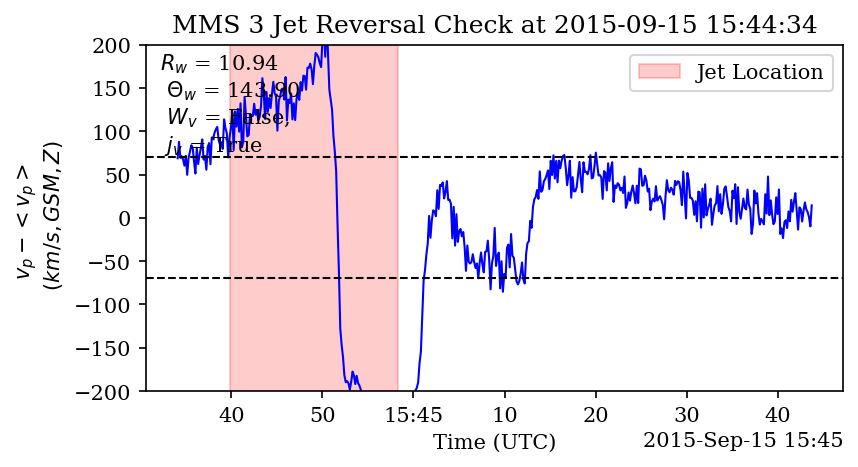 MMS 3 Jet Reversal Check at 2015-09-15 15:44:34
R_w = 10.94
Θ_w = 143.90
W_v = False,
j_v = True
Jet Location
v_p − < v_p >
(km/s, GSM, Z)
200
150
100
50
0
−50
−100
−150
−200
40 50 15:45 10 20 30 40
Time (UTC)
2015-Sep-15 15:45